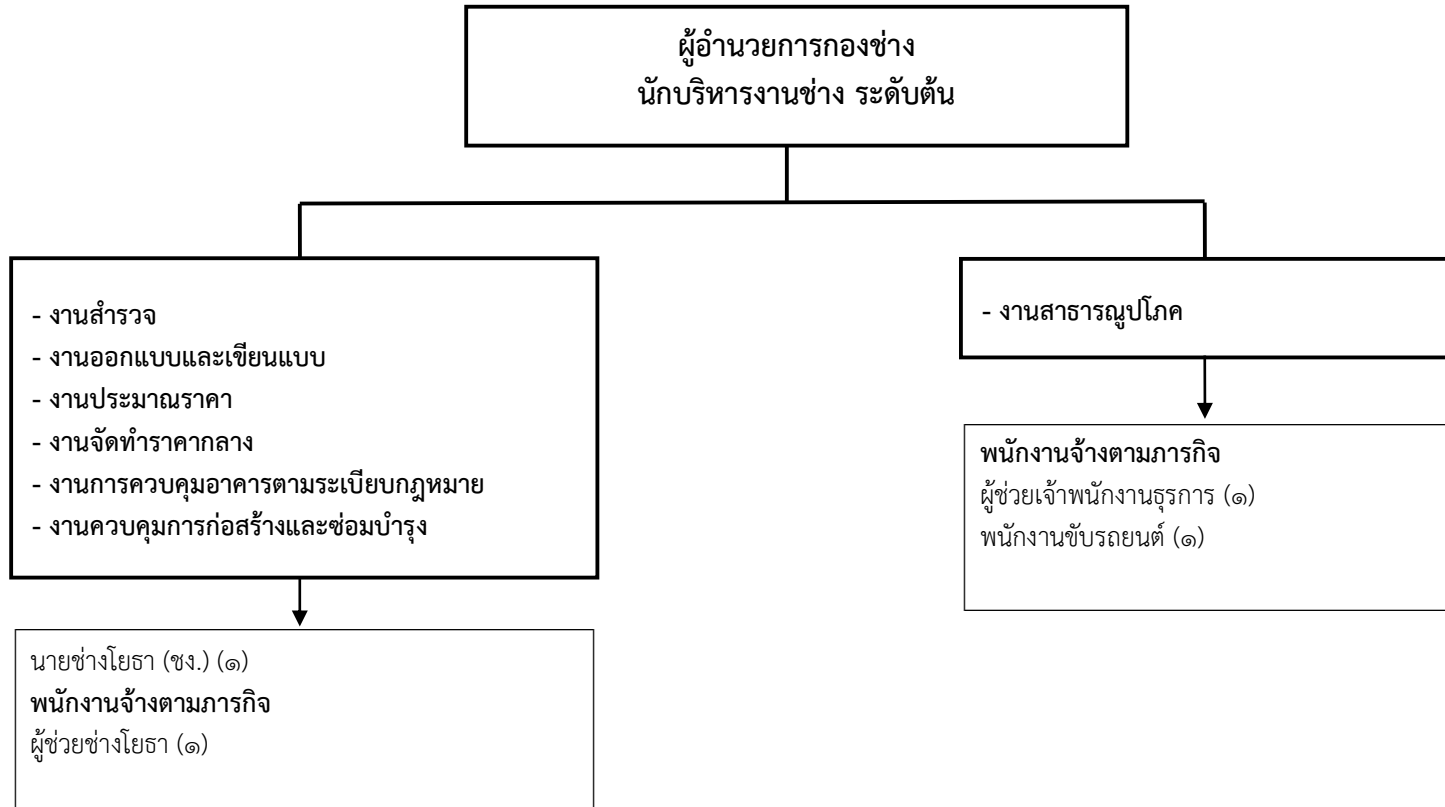 ผู้อำนวยการกองช่าง
นักบริหารงานช่าง ระดับต้น
- งานสำรวจ
- งานออกแบบและเขียนแบบ
- งานประมาณราคา
- งานจัดทำราคากลาง
- งานการควบคุมอาคารตามระเบียบกฎหมาย
- งานควบคุมการก่อสร้างและซ่อมบำรุง
นายช่างโยธา (ชง.) (๑)
พนักงานจ้างตามภารกิจ
ผู้ช่วยช่างโยธา (๑)
- งานสาธารณูปโภค
พนักงานจ้างตามภารกิจ
ผู้ช่วยเจ้าพนักงานธุรการ (๑)
พนักงานขับรถยนต์ (๑)